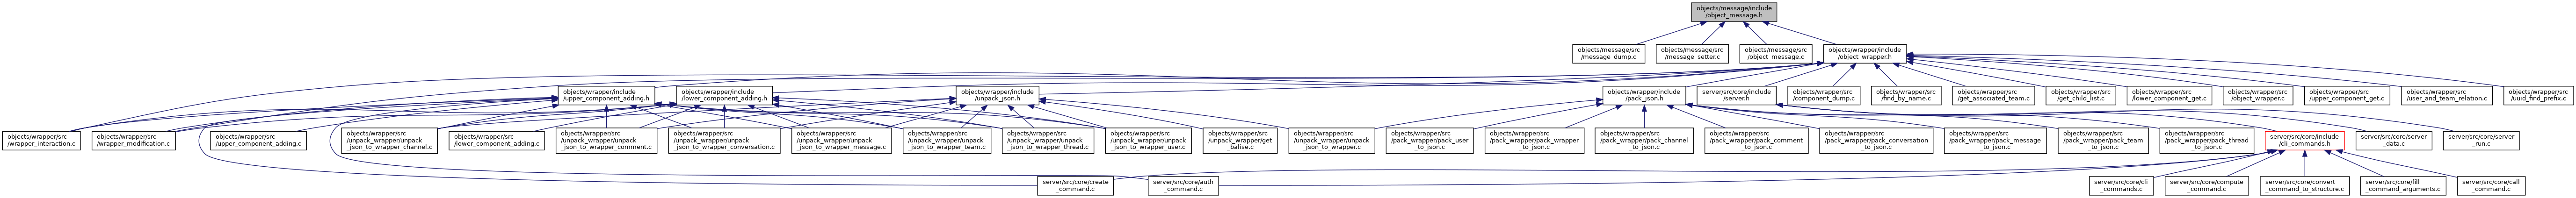 objects/message/include
/object_message.h
objects/message/src
/message_dump.c
objects/message/src
/message_setter.c
objects/message/src
/object_message.c
objects/wrapper/include
/object_wrapper.h
objects/wrapper/include
/upper_component_adding.h
objects/wrapper/include
/lower_component_adding.h
objects/wrapper/include
/unpack_json.h
objects/wrapper/include
/pack_json.h
server/src/core/include
/server.h
objects/wrapper/src
/component_dump.c
objects/wrapper/src
/find_by_name.c
objects/wrapper/src
/get_associated_team.c
objects/wrapper/src
/get_child_list.c
objects/wrapper/src
/lower_component_get.c
objects/wrapper/src
/object_wrapper.c
objects/wrapper/src
/upper_component_get.c
objects/wrapper/src
/user_and_team_relation.c
objects/wrapper/src
/uuid_find_prefix.c
objects/wrapper/src
/wrapper_interaction.c
objects/wrapper/src
/wrapper_modification.c
objects/wrapper/src
/upper_component_adding.c
objects/wrapper/src
/unpack_wrapper/unpack
_json_to_wrapper_channel.c
objects/wrapper/src
/lower_component_adding.c
objects/wrapper/src
/unpack_wrapper/unpack
_json_to_wrapper_comment.c
objects/wrapper/src
/unpack_wrapper/unpack
_json_to_wrapper_conversation.c
objects/wrapper/src
/unpack_wrapper/unpack
_json_to_wrapper_message.c
objects/wrapper/src
/unpack_wrapper/unpack
_json_to_wrapper_team.c
objects/wrapper/src
/unpack_wrapper/unpack
_json_to_wrapper_thread.c
objects/wrapper/src
/unpack_wrapper/unpack
_json_to_wrapper_user.c
objects/wrapper/src
/unpack_wrapper/get
_balise.c
objects/wrapper/src
/unpack_wrapper/unpack
_json_to_wrapper.c
objects/wrapper/src
/pack_wrapper/pack_user
_to_json.c
objects/wrapper/src
/pack_wrapper/pack_wrapper
_to_json.c
objects/wrapper/src
/pack_wrapper/pack_channel
_to_json.c
objects/wrapper/src
/pack_wrapper/pack_comment
_to_json.c
objects/wrapper/src
/pack_wrapper/pack_conversation
_to_json.c
objects/wrapper/src
/pack_wrapper/pack_message
_to_json.c
objects/wrapper/src
/pack_wrapper/pack_team
_to_json.c
objects/wrapper/src
/pack_wrapper/pack_thread
_to_json.c
server/src/core/include
/cli_commands.h
server/src/core/server
_data.c
server/src/core/server
_run.c
server/src/core/create
_command.c
server/src/core/auth
_command.c
server/src/core/cli
_commands.c
server/src/core/compute
_command.c
server/src/core/convert
_command_to_structure.c
server/src/core/fill
_command_arguments.c
server/src/core/call
_command.c